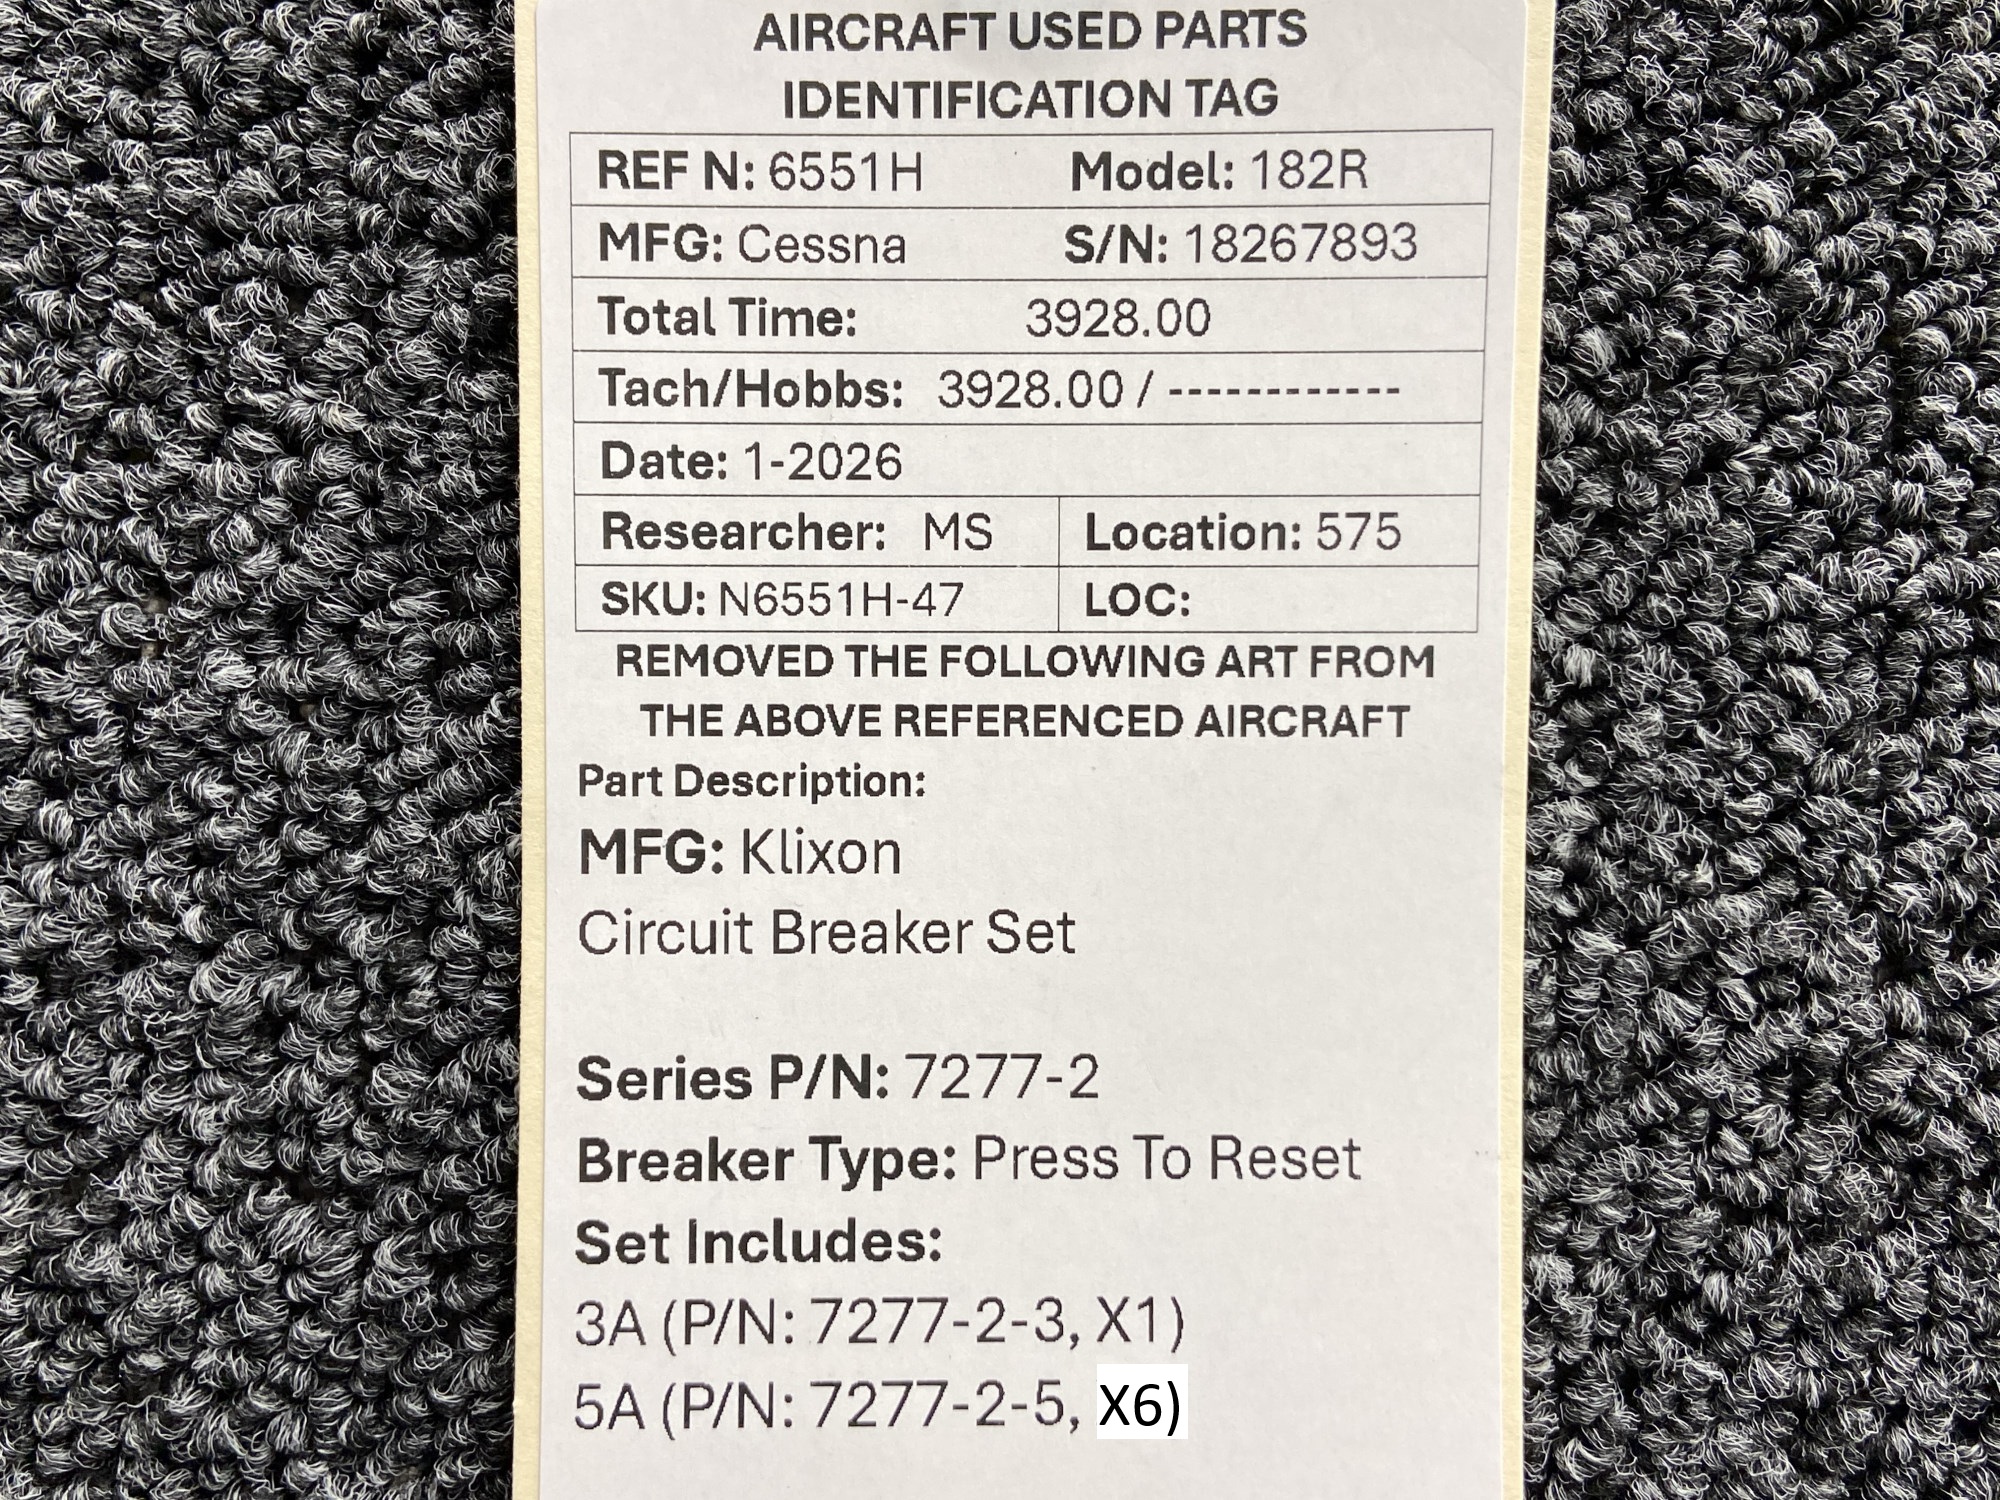 AIRCRAFT USED PARTS
IDENTIFICATION TAG
REF N: 6551H Model: 182R
MFG: Cessna S/N: 18267893
Total Time: 3928.00
Tach/Hobbs: 3928.00 / ------------
Date: 1-2026
Researcher: MS Location: 575
SKU: N6551H-47 LOC:
REMOVED THE FOLLOWING ART FROM
THE ABOVE REFERENCED AIRCRAFT
Part Description:
MFG: Klixon
Circuit Breaker Set
Series P/N: 7277-2
Breaker Type: Press To Reset
Set Includes:
3A (P/N: 7277-2-3, X1)
5A (P/N: 7277-2-5, X6)